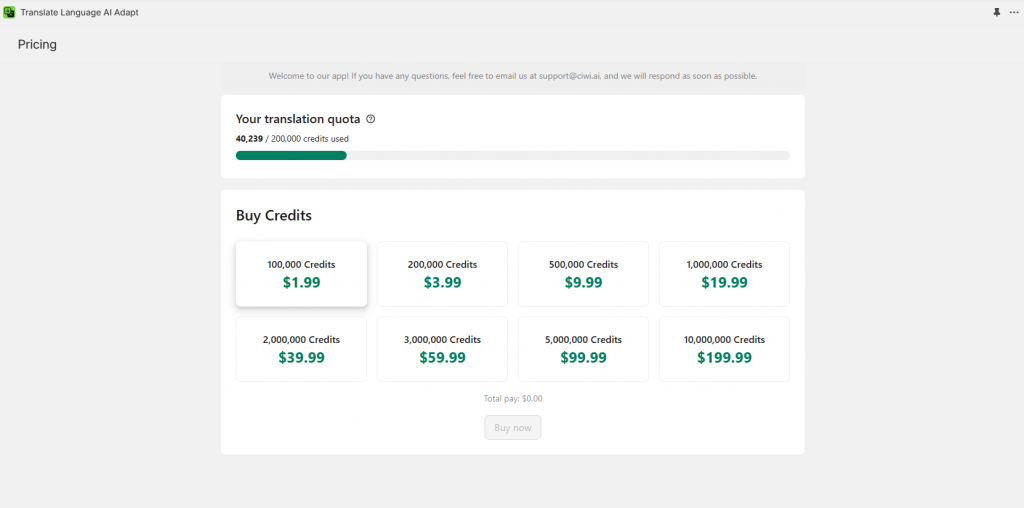 Translate Language AI Adapt
Pricing
Welcome to our app! If you have any questions, feel free to email us at support@ciwi.ai, and we will respond as soon as possible.
Your translation quota
40,239 / 200,000 credits used
Buy Credits
100,000 Credits
$1.99
200,000 Credits
$3.99
500,000 Credits
$9.99
1,000,000 Credits
$19.99
2,000,000 Credits
$39.99
3,000,000 Credits
$59.99
5,000,000 Credits
$99.99
10,000,000 Credits
$199.99
Total pay: $0.00
Buy now